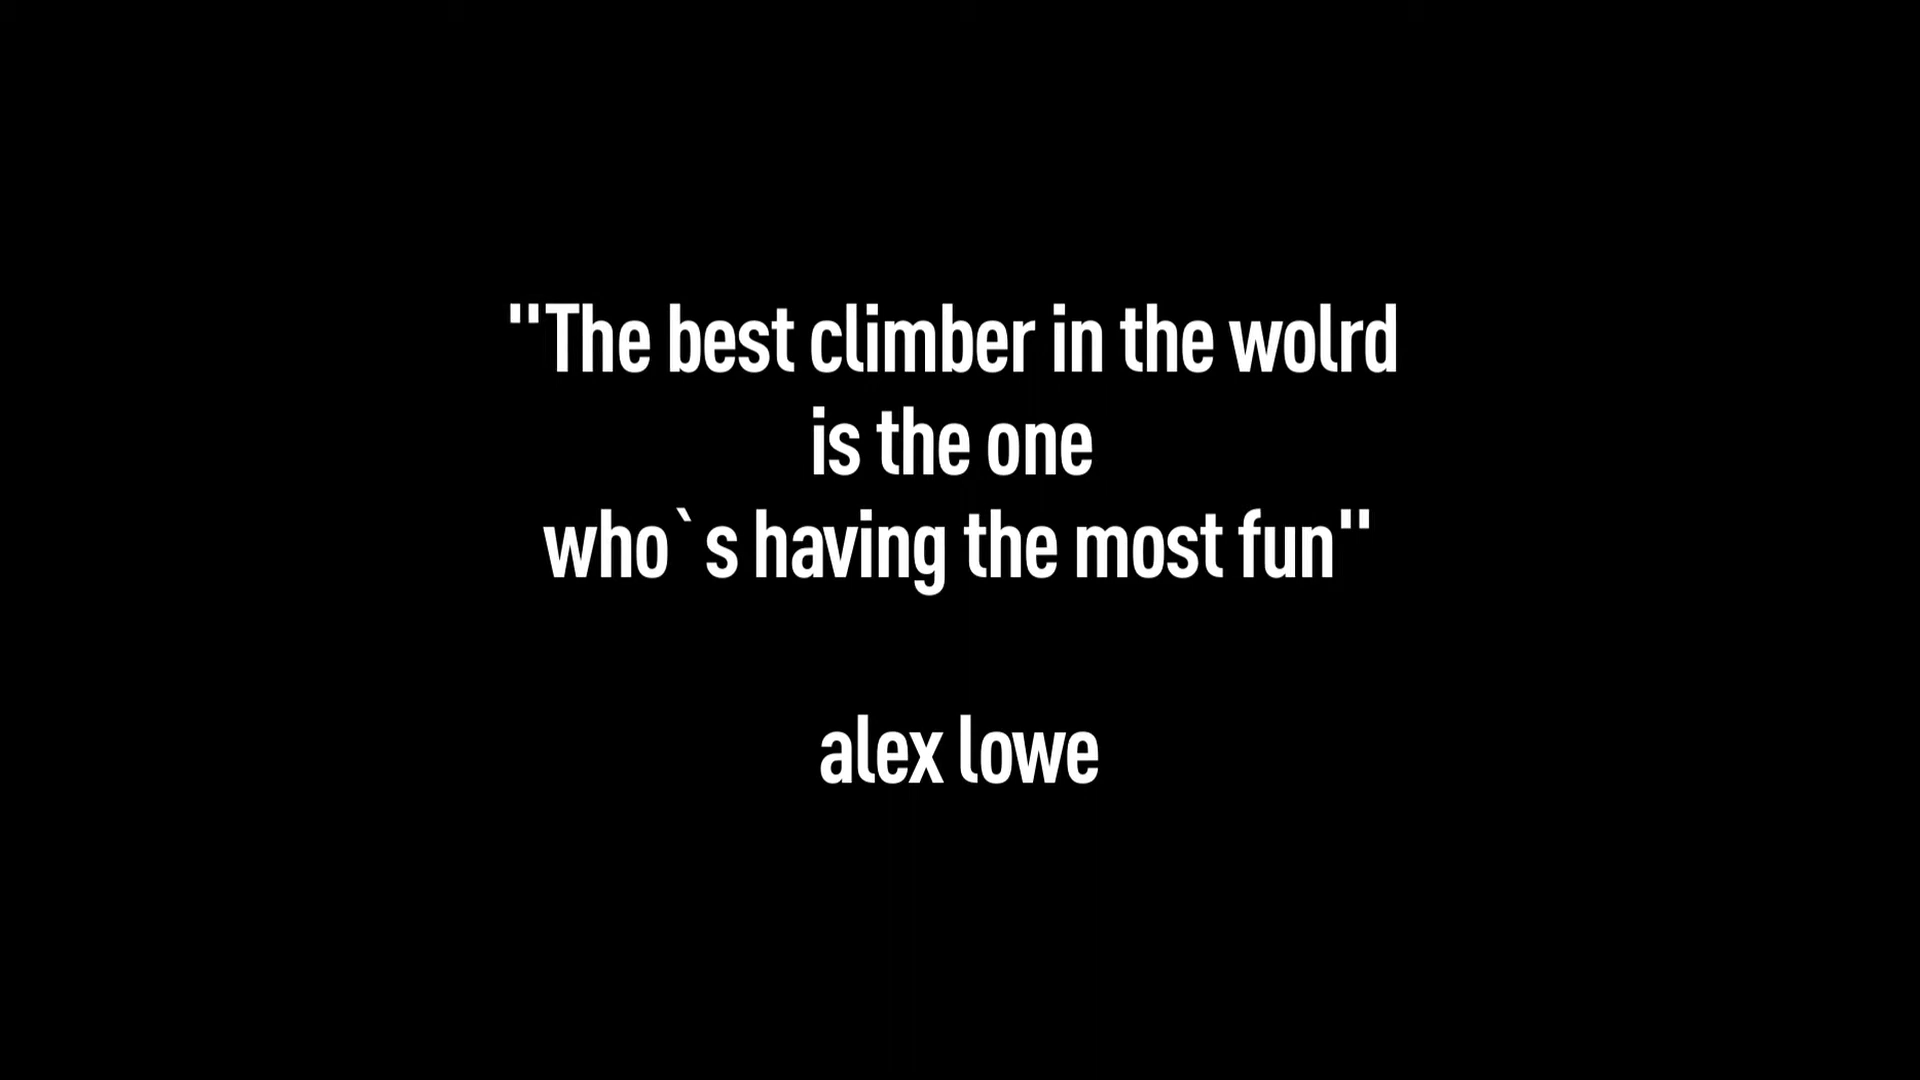 "The best climber in the wolrd
is the one
who`s having the most fun"
alex lowe